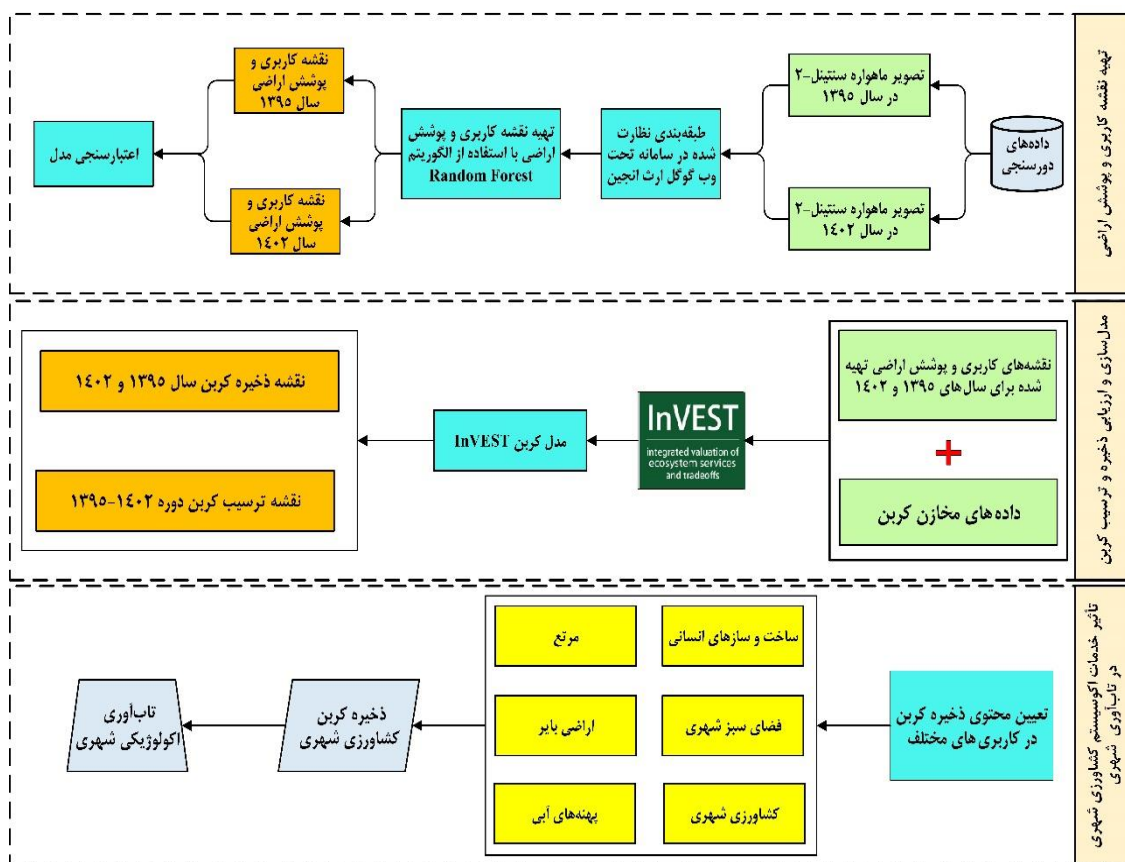 تهیه نقشه کاربری و پوشش اراضی
داده‌های
دورسنجی
تصویر ماهواره سنتینل-۲
در سال ۱۳۹۵
تصویر ماهواره سنتینل-۲
در سال ۱۴۰۲
طبقه‌بندی نظارت
شده در سامانه تحت
وب گوگل ارث انجین
تهیه نقشه کاربری و پوشش
اراضی با استفاده از الگوریتم
Random Forest
نقشه کاربری و
پوشش اراضی
سال ۱۳۹۵
نقشه کاربری و
پوشش اراضی
سال ۱۴۰۲
اعتبارسنجی مدل
مدل‌سازی و ارزیابی ذخیره و ترسیب کربن
نقشه‌های کاربری و پوشش اراضی تهیه
شده برای سال‌های ۱۳۹۵ و ۱۴۰۲
+
داده‌های مخازن کربن
InVEST
integrated valuation of
ecosystem services
and tradeoffs
مدل کربن InVEST
نقشه ذخیره کربن سال ۱۳۹۵ و ۱۴۰۲
نقشه ترسیب کربن دوره ۱۴۰۲-۱۳۹۵
تأثیر خدمات اکوسیستم کشاورزی شهری
در تاب‌آوری شهری
تعیین محتوی ذخیره کربن
در کاربری های مختلف
ساخت و سازهای انسانی
مرتع
فضای سبز شهری
اراضی بایر
کشاورزی شهری
پهنه‌های آبی
ذخیره کربن
کشاورزی شهری
تاب‌آوری
اکولوژیکی شهری